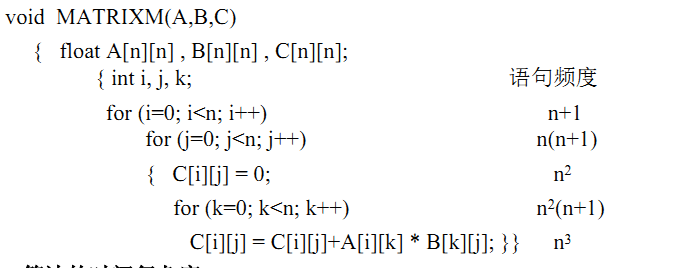 void MATRIXM(A,B,C)
{ float A[n][n] , B[n][n] , C[n][n];
{ int i, j, k; 语句频度
for (i=0; i<n; i++) n+1
for (j=0; j<n; j++) n(n+1)
{ C[i][j] = 0; n²
for (k=0; k<n; k++) n²(n+1)
C[i][j] = C[i][j]+A[i][k] * B[k][j]; }} n³